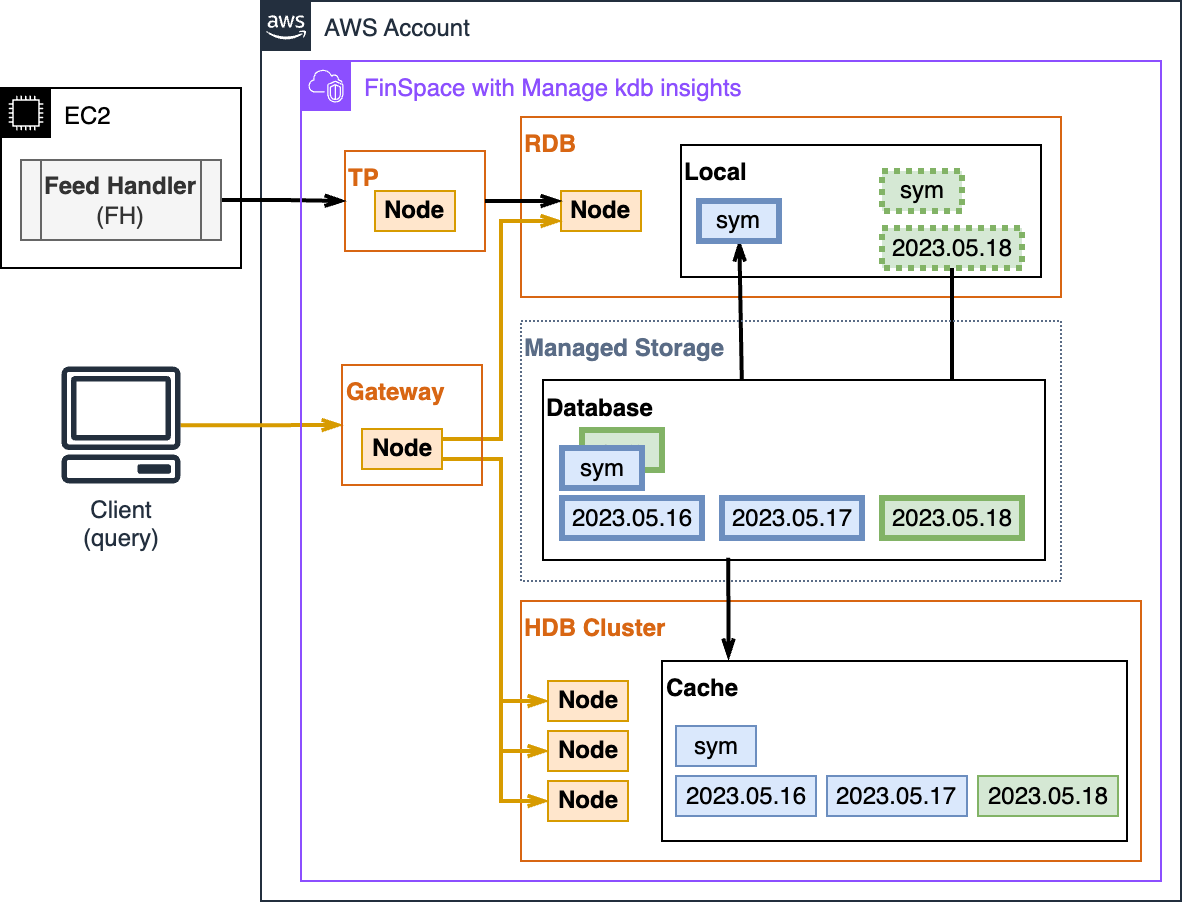 aws
AWS Account
FinSpace with Manage kdb insights
EC2
Feed Handler
(FH)
TP
Node
RDB
Node
Local
sym
sym
2023.05.18
Managed Storage
Database
sym
2023.05.16
2023.05.17
2023.05.18
Gateway
Node
Client
(query)
HDB Cluster
Node
Node
Node
Cache
sym
2023.05.16
2023.05.17
2023.05.18